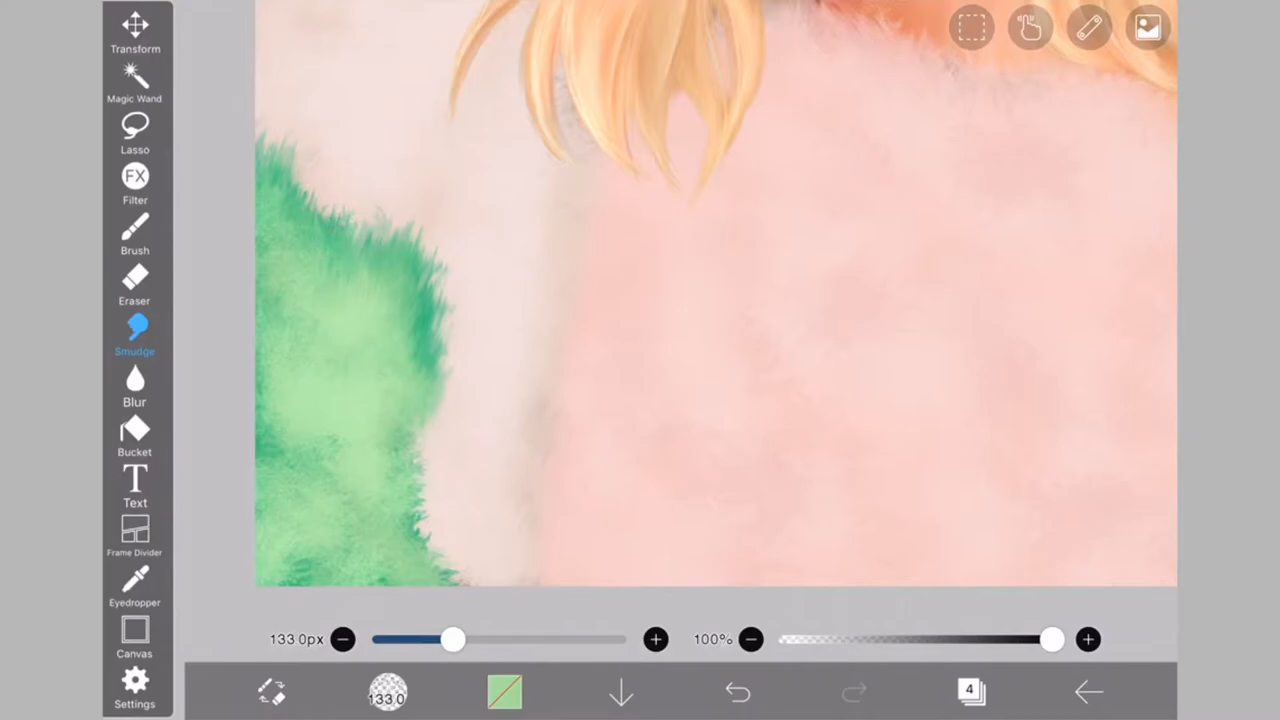 Transform
Magic Wand
Lasso
FX
Filter
Brush
Eraser
Smudge
Blur
Bucket
T
Text
Frame Divider
Eyedropper
Canvas
Settings
133.0px
100%
133.0
4